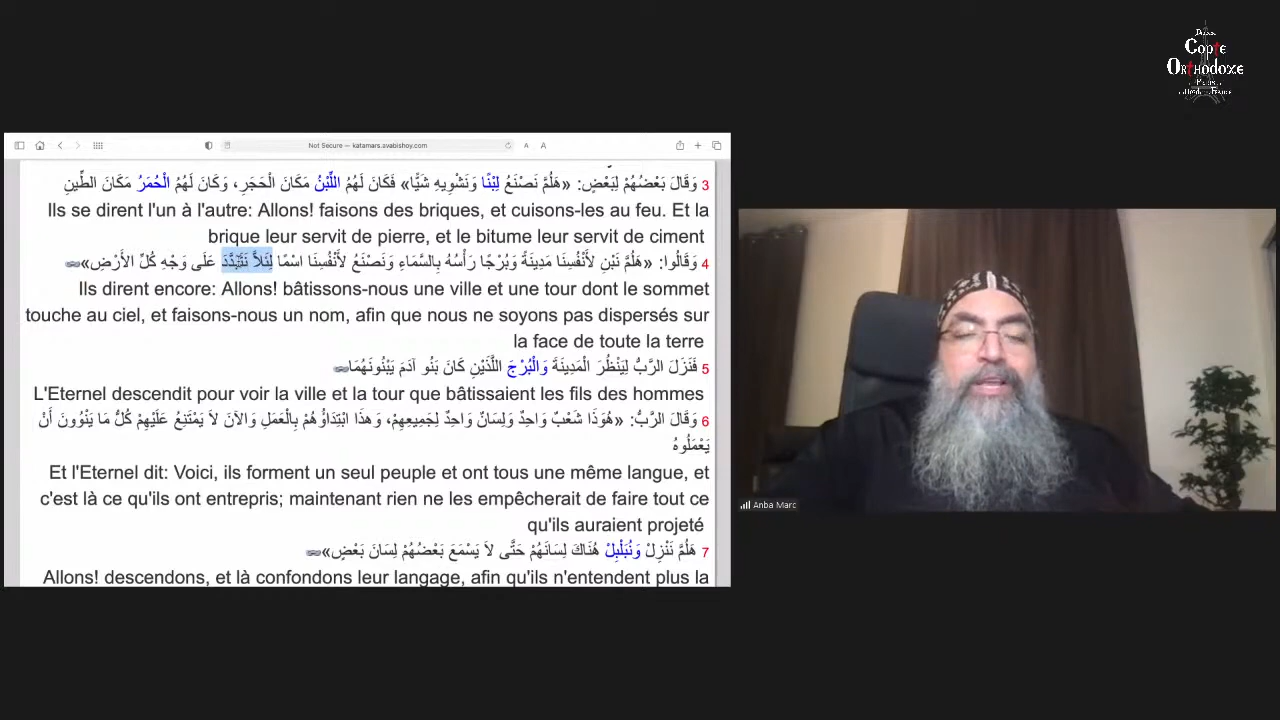 Copte
Orthodoxe
Not Secure — katamars.avabishoy.com
3 وَقَالَ بَعْضُهُمْ لِبَعْضٍ: «هَلُمَّ نَصْنَعُ لِبْنًا وَنَشْوِيهِ شَيًّا» فَكَانَ لَهُمُ اللِّبْنُ مَكَانَ الْحَجَرِ، وَكَانَ لَهُمُ الْحُمَرُ مَكَانَ الطِّينِ
Ils se dirent l'un à l'autre: Allons! faisons des briques, et cuisons-les au feu. Et la
brique leur servit de pierre, et le bitume leur servit de ciment
4 وَقَالُوا: «هَلُمَّ نَبْنِ لأَنْفُسِنَا مَدِينَةً وَبُرْجًا رَأْسُهُ بِالسَّمَاءِ وَنَصْنَعُ لأَنْفُسِنَا اسْمًا لِئَلاَّ نَتَبَدَّدَ عَلَى وَجْهِ كُلِّ الأَرْضِ»
Ils dirent encore: Allons! bâtissons-nous une ville et une tour dont le sommet
touche au ciel, et faisons-nous un nom, afin que nous ne soyons pas dispersés sur
la face de toute la terre
5 فَنَزَلَ الرَّبُّ لِيَنْظُرَ الْمَدِينَةَ وَالْبُرْجَ اللَّذَيْنِ كَانَ بَنُو آدَمَ يَبْنُونَهُمَا
L'Eternel descendit pour voir la ville et la tour que bâtissaient les fils des hommes
6 وَقَالَ الرَّبُّ: «هُوَذَا شَعْبٌ وَاحِدٌ وَلِسَانٌ وَاحِدٌ لِجَمِيعِهِمْ، وَهذَا ابْتِدَاؤُهُمْ بِالْعَمَلِ وَالآنَ لاَ يَمْتَنِعُ عَلَيْهِمْ كُلُّ مَا يَنْوُونَ أَنْ
يَعْمَلُوهُ
Et l'Eternel dit: Voici, ils forment un seul peuple et ont tous une même langue, et
c'est là ce qu'ils ont entrepris; maintenant rien ne les empêcherait de faire tout ce
qu'ils auraient projeté
7 هَلُمَّ نَنْزِلْ وَنُبَلْبِلْ هُنَاكَ لِسَانَهُمْ حَتَّى لاَ يَسْمَعَ بَعْضُهُمْ لِسَانَ بَعْضٍ»
Allons! descendons, et là confondons leur langage, afin qu'ils n'entendent plus la
Anba Marc